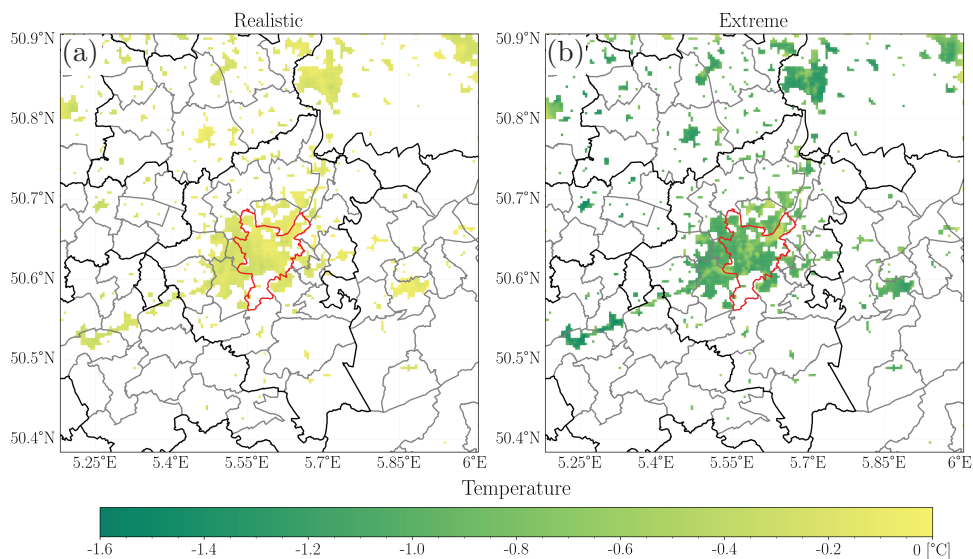 Realistic
Extreme
(a)
(b)
50.9°N
50.8°N
50.7°N
50.6°N
50.5°N
50.4°N
50.9°N
50.8°N
50.7°N
50.6°N
50.5°N
50.4°N
5.25°E 5.4°E 5.55°E 5.7°E 5.85°E 6°E
5.25°E 5.4°E 5.55°E 5.7°E 5.85°E 6°E
Temperature
-1.6 -1.4 -1.2 -1.0 -0.8 -0.6 -0.4 -0.2 0 [°C]